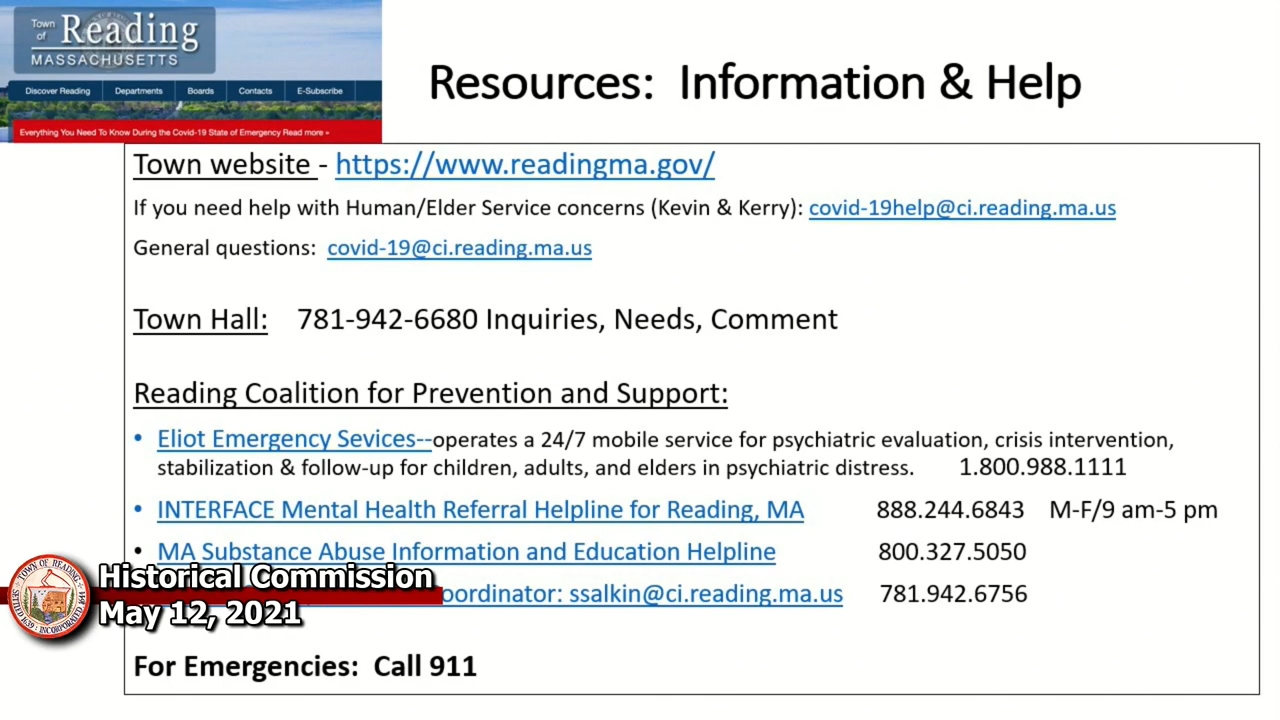 Town
of Reading
MASSACHUSETTS
Discover Reading Departments Boards Contacts E-Subscribe
Everything You Need To Know During the Covid-19 State of Emergency Read more »
Resources: Information & Help
Town website - https://www.readingma.gov/
If you need help with Human/Elder Service concerns (Kevin & Kerry): covid-19help@ci.reading.ma.us
General questions: covid-19@ci.reading.ma.us
Town Hall: 781-942-6680 Inquiries, Needs, Comment
Reading Coalition for Prevention and Support:
• Eliot Emergency Sevices--operates a 24/7 mobile service for psychiatric evaluation, crisis intervention,
stabilization & follow-up for children, adults, and elders in psychiatric distress. 1.800.988.1111
• INTERFACE Mental Health Referral Helpline for Reading, MA 888.244.6843 M-F/9 am-5 pm
• MA Substance Abuse Information and Education Helpline 800.327.5050
oordinator: ssalkin@ci.reading.ma.us 781.942.6756
Historical Commission
May 12, 2021
TOWN OF READING
SETTLED 1639 INCORPORATED 1644
For Emergencies: Call 911